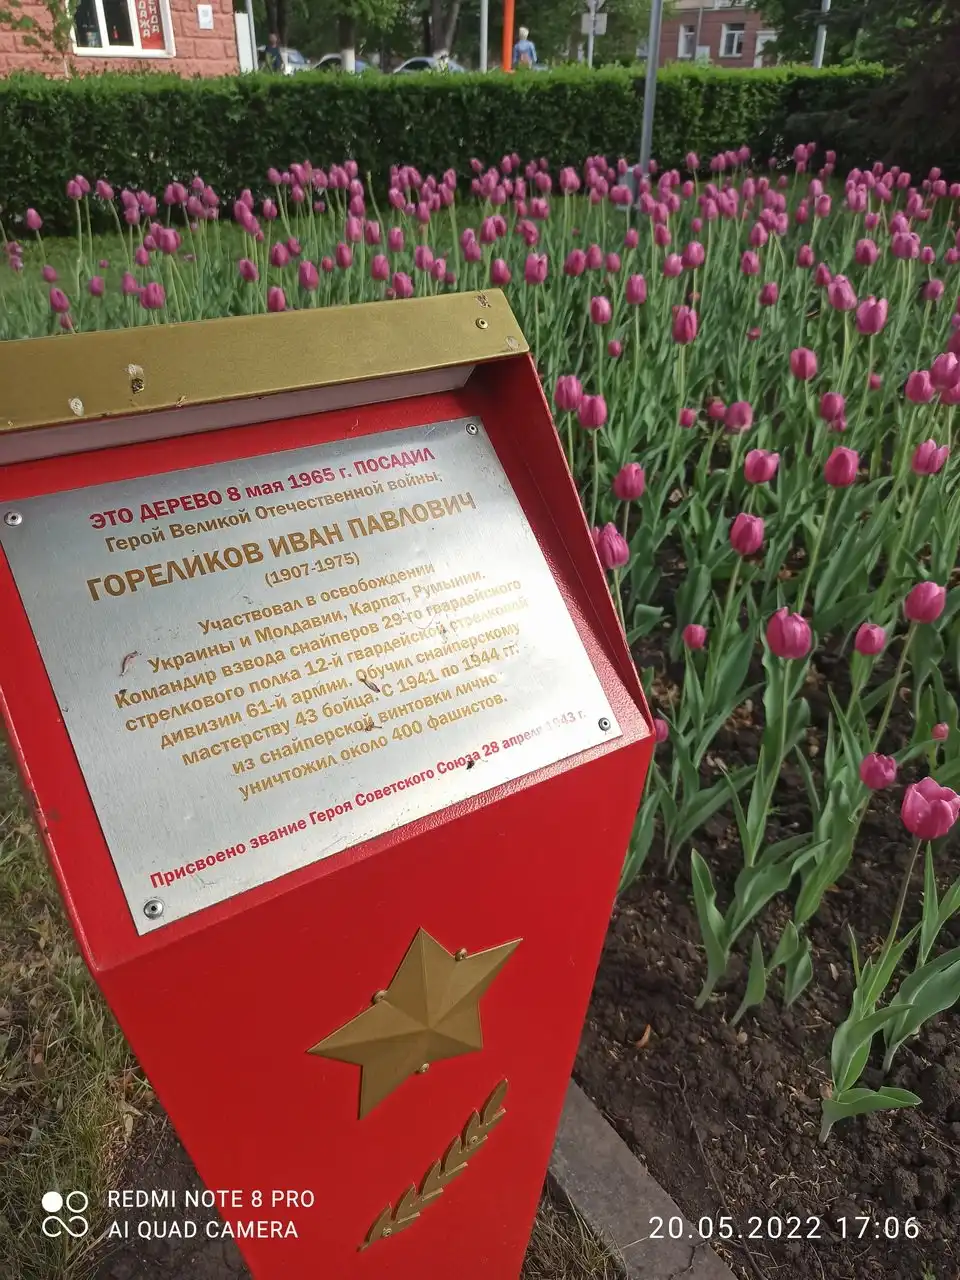 ЕНДА
ДАЖА
ЭТО ДЕРЕВО 8 мая 1965 г. ПОСАДИЛ
Герой Великой Отечественной войны,
ГОРЕЛИКОВ ИВАН ПАВЛОВИЧ
(1907-1975)
Участвовал в освобождении
Украины и Молдавии, Карпат, Румынии.
Командир взвода снайперов 29-го гвардейского
стрелкового полка 12-й гвардейской стрелковой
дивизии 61-й армии. Обучил снайперскому
мастерству 43 бойца. С 1941 по 1944 гг.
из снайперской винтовки лично
уничтожил около 400 фашистов.
Присвоено звание Героя Советского Союза 28 апреля 1943 г.
REDMI NOTE 8 PRO
AI QUAD CAMERA
20.05.2022 17:06